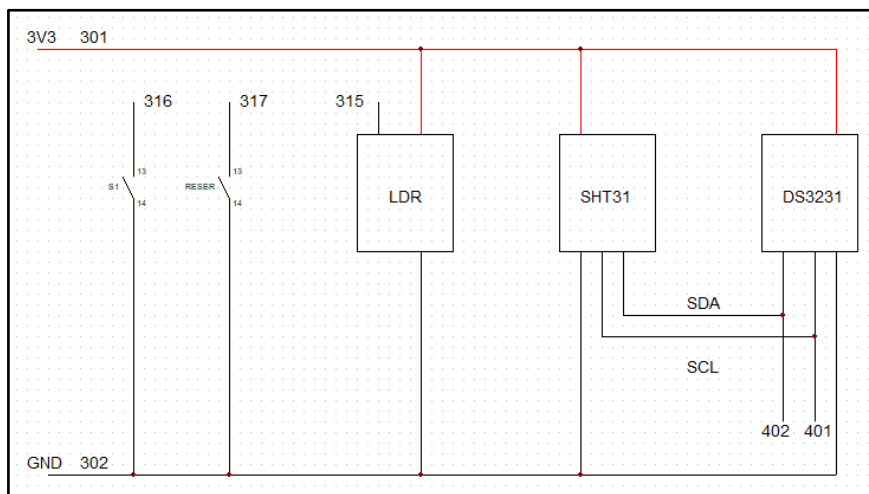 3V3 301
316 317 315
13 13
S1 RESER
14 14
LDR SHT31 DS3231
SDA
SCL
402 401
GND 302